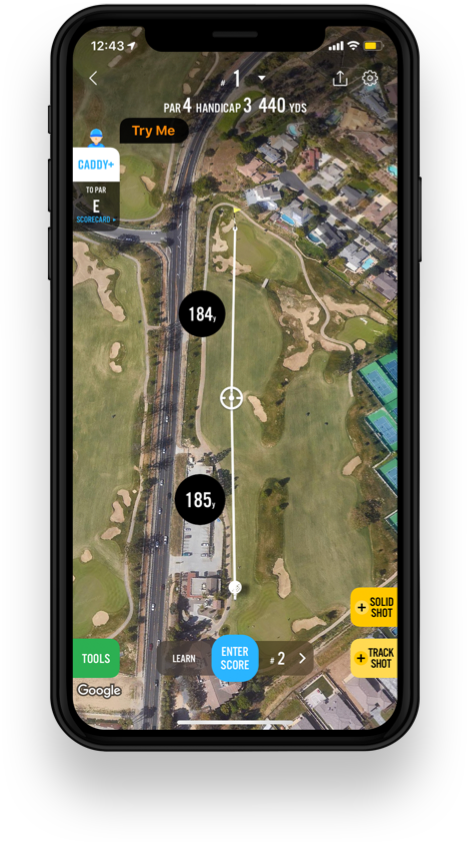 12:43
# 1
PAR 4 HANDICAP 3 440 YDS
Try Me
CADDY+
TO PAR
E
SCORECARD >
184y
185y
+ SOLID SHOT
TOOLS
LEARN
ENTER SCORE
# 2
+ TRACK SHOT
Google